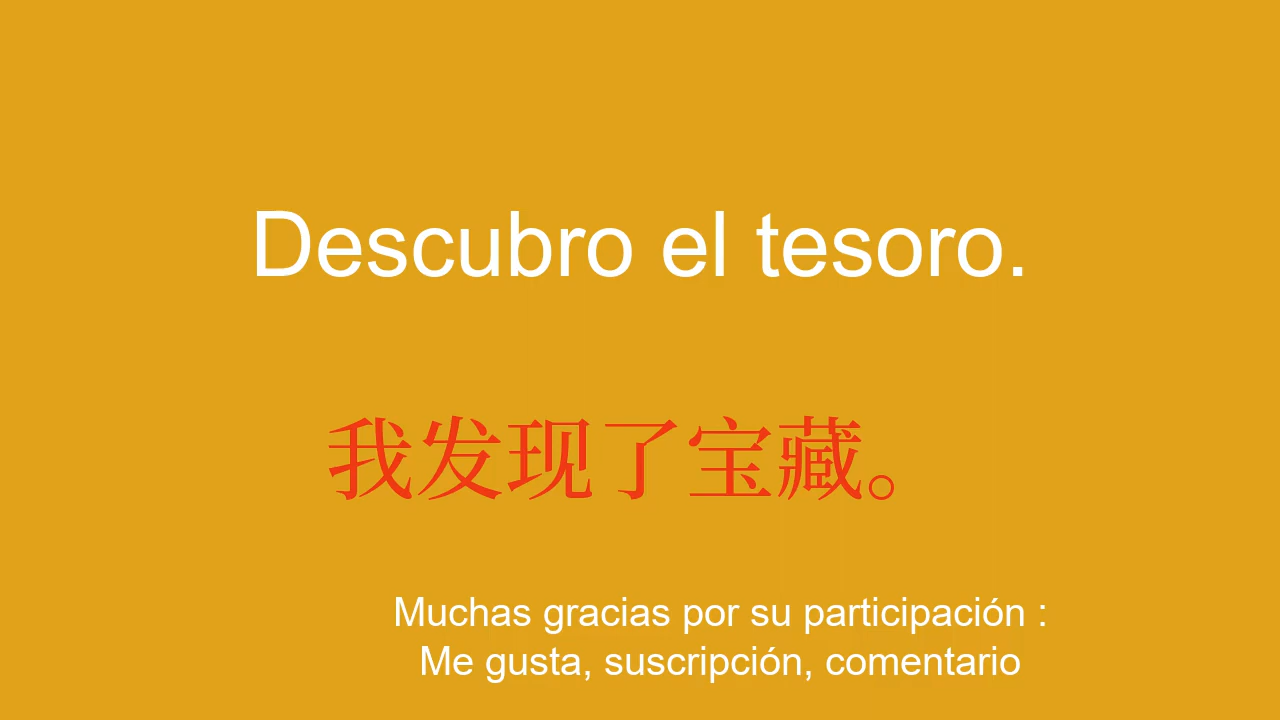 Descubro el tesoro.
我发现了宝藏。
Muchas gracias por su participación :
Me gusta, suscripción, comentario